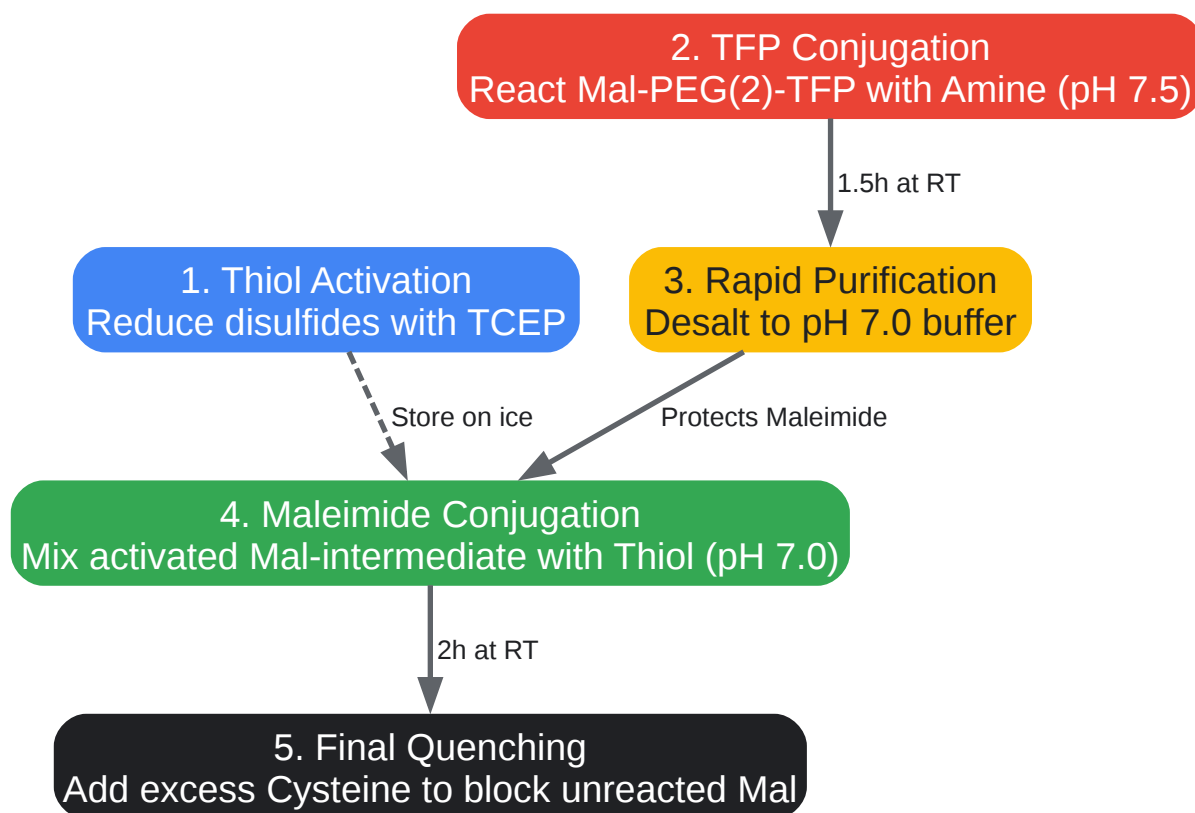 2. TFP Conjugation
React Mal-PEG(2)-TFP with Amine (pH 7.5)
1.5h at RT
1. Thiol Activation
Reduce disulfides with TCEP
3. Rapid Purification
Desalt to pH 7.0 buffer
Store on ice
Protects Maleimide
4. Maleimide Conjugation
Mix activated Mal-intermediate with Thiol (pH 7.0)
2h at RT
5. Final Quenching
Add excess Cysteine to block unreacted Mal